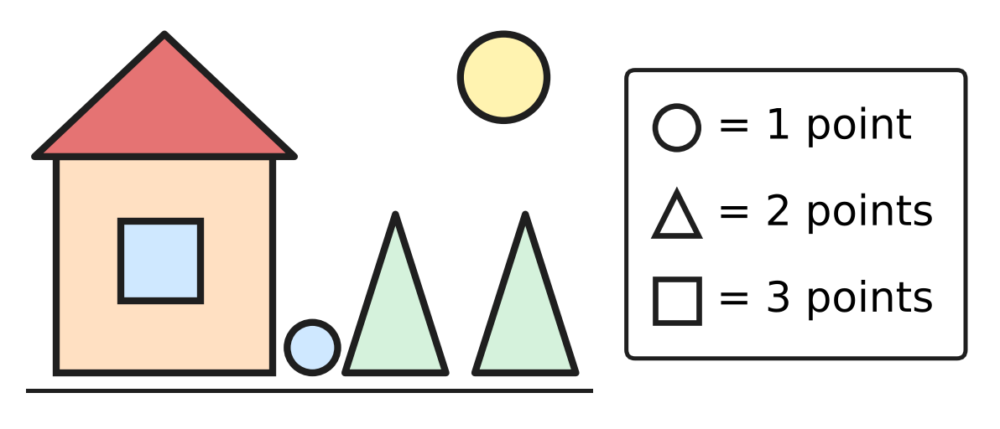 = 1 point
= 2 points
= 3 points